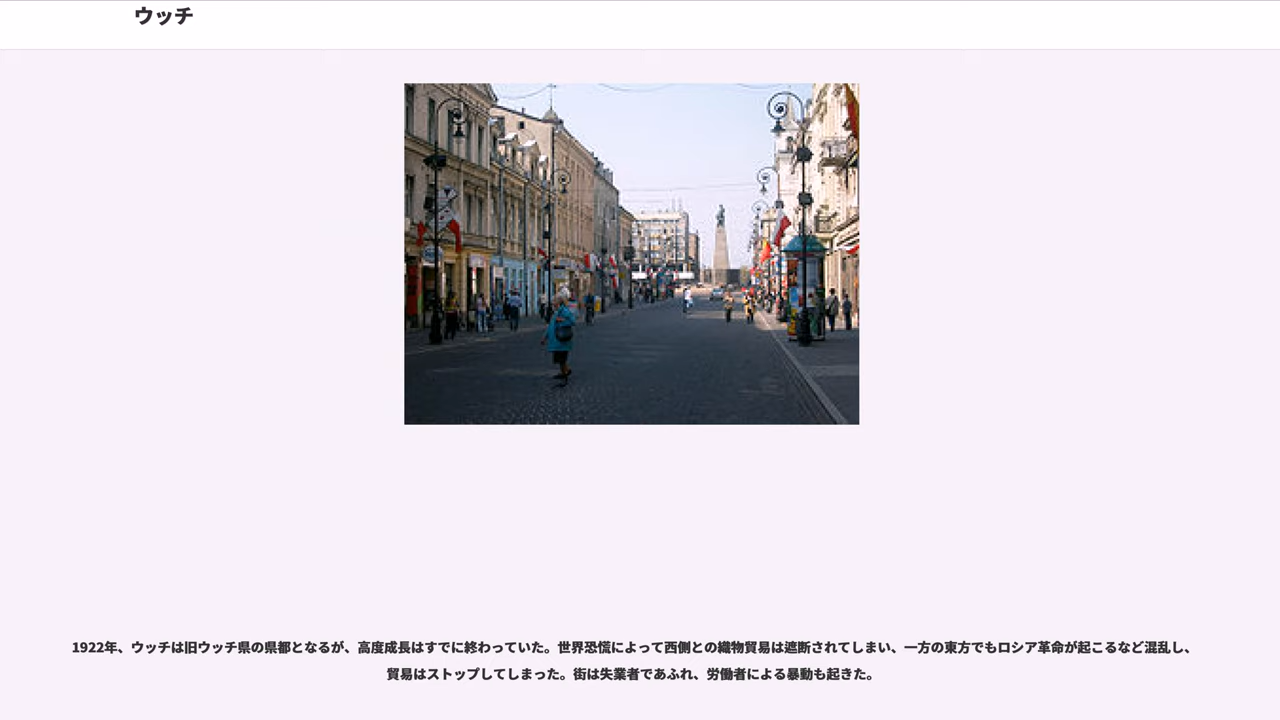 ウッチ
1922年、ウッチは旧ウッチ県の県都となるが、高度成長はすでに終わっていた。世界恐慌によって西側との織物貿易は遮断されてしまい、一方の東方でもロシア革命が起こるなど混乱し、
貿易はストップしてしまった。街は失業者であふれ、労働者による暴動も起きた。